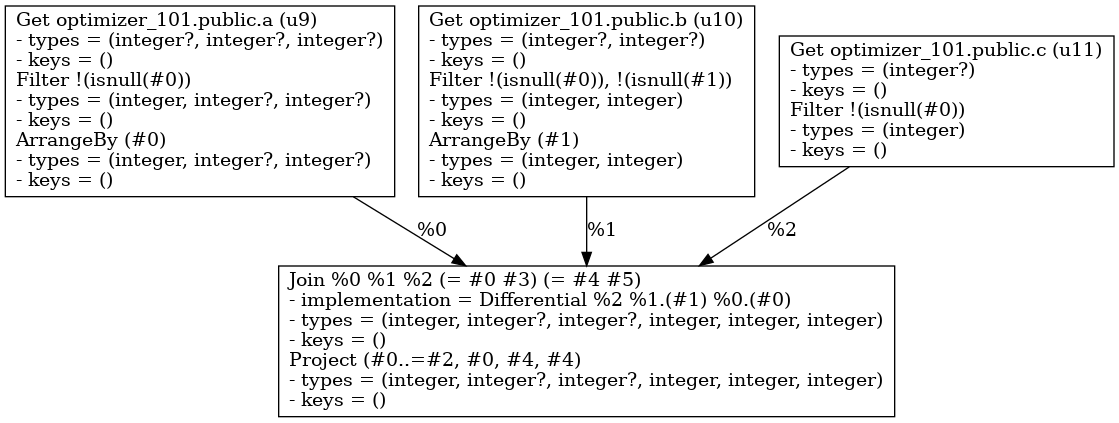 Get optimizer_101.public.a (u9)
- types = (integer?, integer?, integer?)
- keys = ()
Filter !(isnull(#0))
- types = (integer, integer?, integer?)
- keys = ()
ArrangeBy (#0)
- types = (integer, integer?, integer?)
- keys = ()
Get optimizer_101.public.b (u10)
- types = (integer?, integer?)
- keys = ()
Filter !(isnull(#0)), !(isnull(#1))
- types = (integer, integer)
- keys = ()
ArrangeBy (#1)
- types = (integer, integer)
- keys = ()
Get optimizer_101.public.c (u11)
- types = (integer?)
- keys = ()
Filter !(isnull(#0))
- types = (integer)
- keys = ()
%0
%1
%2
Join %0 %1 %2 (= #0 #3) (= #4 #5)
- implementation = Differential %2 %1.(#1) %0.(#0)
- types = (integer, integer?, integer?, integer, integer, integer)
- keys = ()
Project (#0..=#2, #0, #4, #4)
- types = (integer, integer?, integer?, integer, integer, integer)
- keys = ()